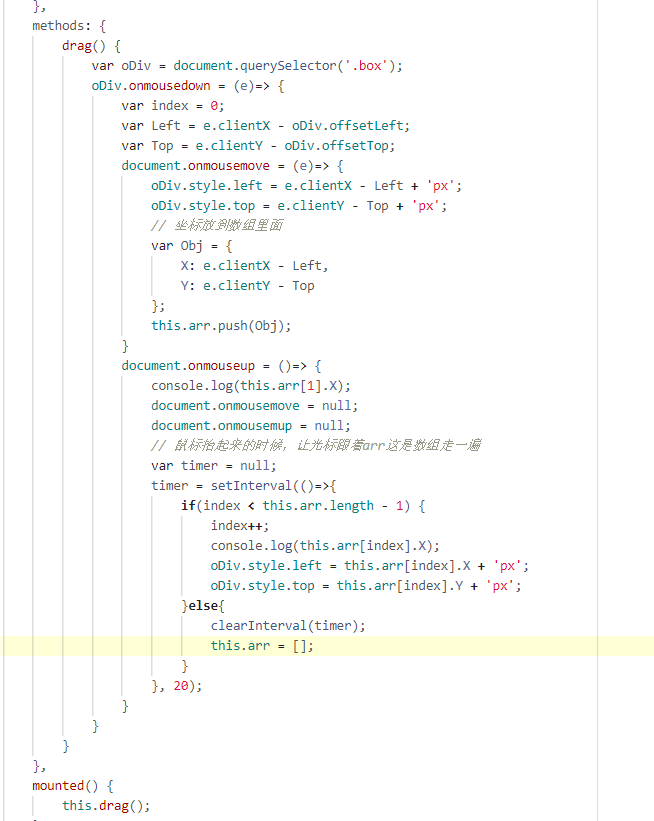 },
methods: {
drag() {
var oDiv = document.querySelector('.box');
oDiv.onmousedown = (e)=> {
var index = 0;
var Left = e.clientX - oDiv.offsetLeft;
var Top = e.clientY - oDiv.offsetTop;
document.onmousemove = (e)=> {
oDiv.style.left = e.clientX - Left + 'px';
oDiv.style.top = e.clientY - Top + 'px';
// 坐标放到数组里面
var Obj = {
X: e.clientX - Left,
Y: e.clientY - Top
};
this.arr.push(Obj);
}
document.onmouseup = ()=> {
console.log(this.arr[1].X);
document.onmousemove = null;
document.onmousemup = null;
// 鼠标抬起来的时候，让光标跟着arr这是数组走一遍
var timer = null;
timer = setInterval(()=>{
if(index < this.arr.length - 1) {
index++;
console.log(this.arr[index].X);
oDiv.style.left = this.arr[index].X + 'px';
oDiv.style.top = this.arr[index].Y + 'px';
}else{
clearInterval(timer);
this.arr = [];
}
}, 20);
}
}
}
},
mounted() {
this.drag();